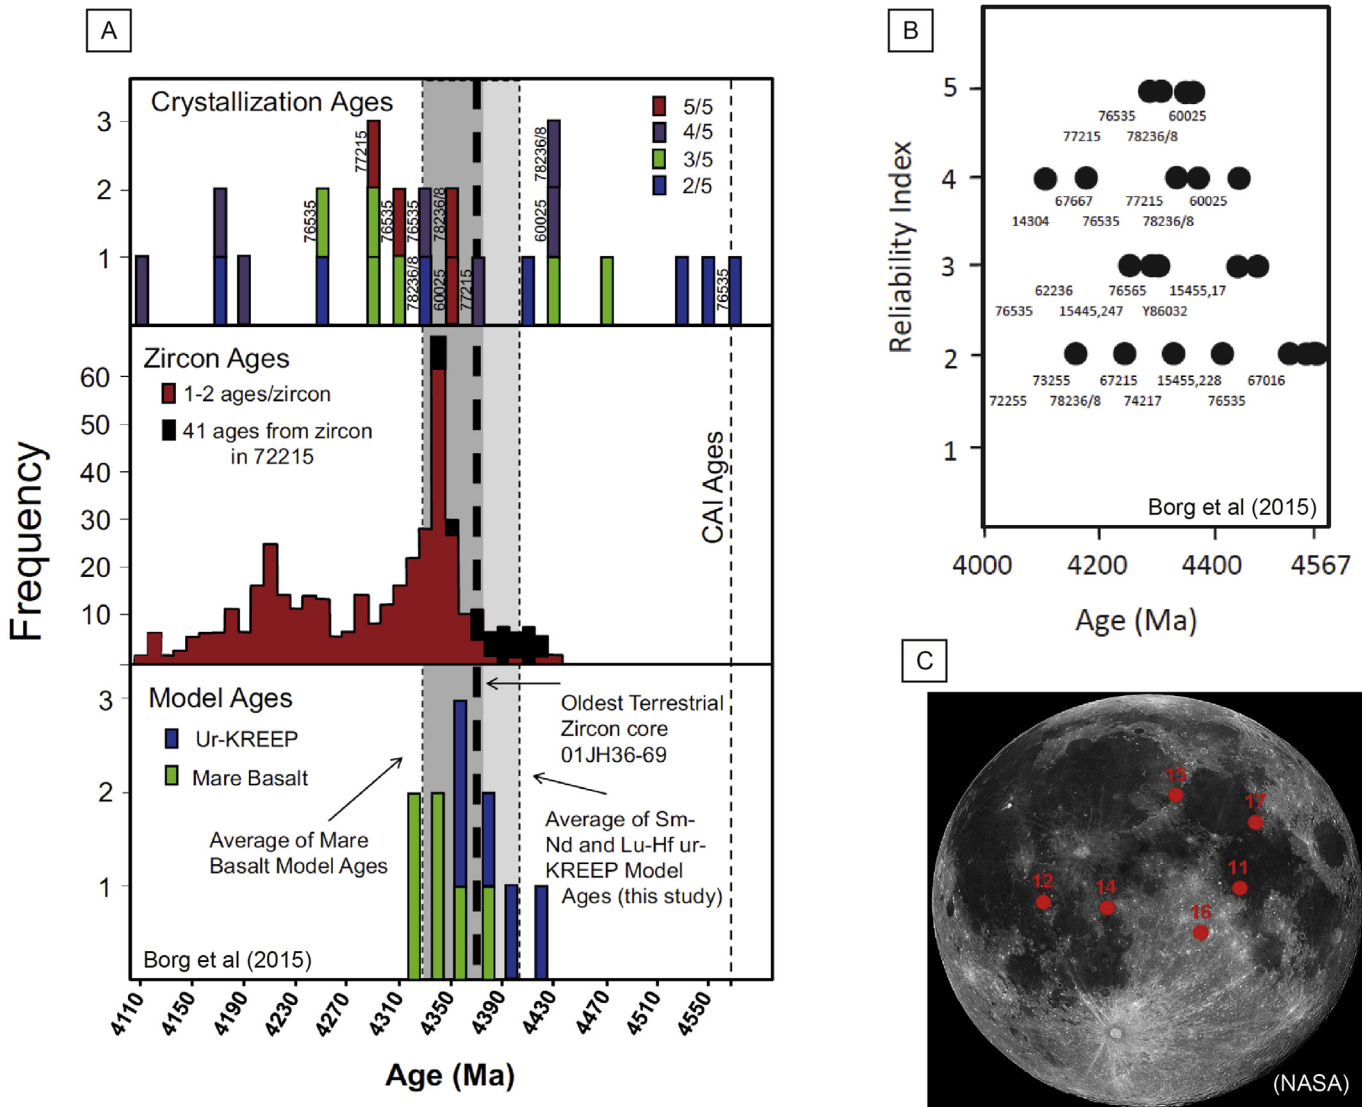 A
Crystallization Ages
5/5
4/5
3/5
2/5
3
2
1
77215
76535
76535
76535
78236/8
78236/8
60025
77215
78236/8
60025
76535
Zircon Ages
1-2 ages/zircon
41 ages from zircon
in 72215
60
50
40
30
20
10
CAI Ages
Frequency
Model Ages
Ur-KREEP
Mare Basalt
3
2
1
Oldest Terrestrial
Zircon core
01JH36-69
Average of Mare
Basalt Model Ages
Average of Sm-
Nd and Lu-Hf ur-
KREEP Model
Ages (this study)
Borg et al (2015)
4110
4150
4190
4230
4270
4310
4350
4390
4430
4470
4510
4550
Age (Ma)
B
Reliability Index
5
4
3
2
1
76535 60025
77215 78236/8
67667 77215 60025
14304 76535 78236/8
62236 76565 15455,17
76535 15445,247 Y86032
73255 67215 15455,228 67016
72255 78236/8 74217 76535
Borg et al (2015)
4000 4200 4400 4567
Age (Ma)
C
15
17
11
12
14
16
(NASA)